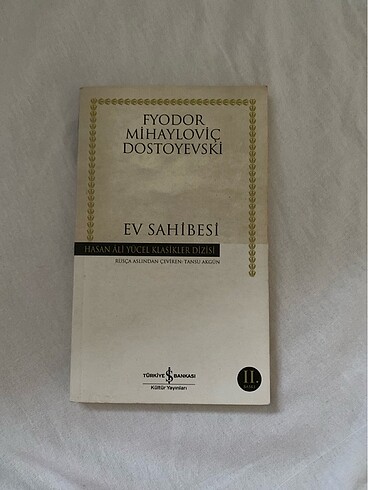 FYODOR
MİHAYLOVİÇ
DOSTOYEVSKİ
EV SAHİBESİ
HASAN ÂLİ YÜCEL KLASİKLER DİZİSİ
RUSÇA ASLINDAN ÇEVİREN: TANSU AKGÜN
TÜRKİYE İŞ BANKASI
Kültür Yayınları
II.